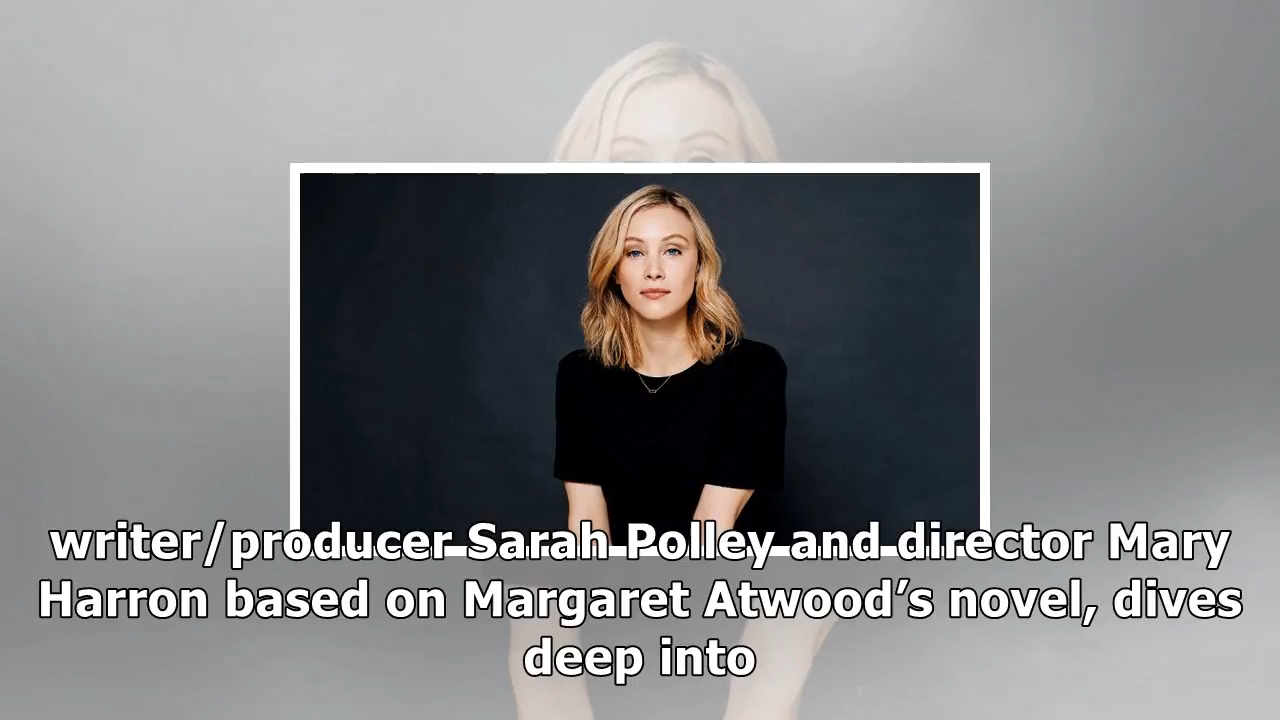 writer/producer Sarah Polley and director Mary
Harron based on Margaret Atwood’s novel, dives
deep into